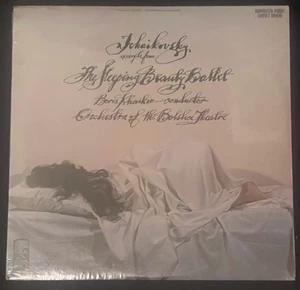 Tchaikovsky
excerpts from
The Sleeping Beauty Ballet
Boris Khaikin conductor
Orchestra of the Bolshoi Theatre